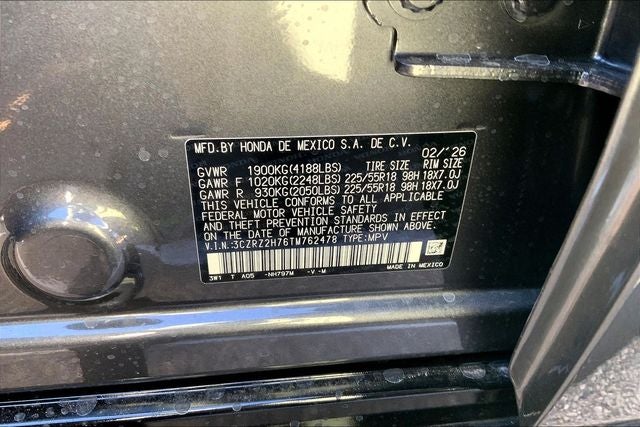 MFD.BY HONDA DE MEXICO S.A. DE C.V.
02/'26
GVWR 1900KG(4188LBS) TIRE SIZE RIM SIZE
GAWR F 1020KG(2248LBS) 225/55R18 98H 18X7.0J
GAWR R 930KG(2050LBS) 225/55R18 98H 18X7.0J
THIS VEHICLE CONFORMS TO ALL APPLICABLE
FEDERAL MOTOR VEHICLE SAFETY
AND THEFT PREVENTION STANDARDS IN EFFECT
ON THE DATE OF MANUFACTURE SHOWN ABOVE.
V.I.N.:3CZRZ2H76TM762478 TYPE:MPV
3W1 T A05 -NH797M -V -M MADE IN MEXICO